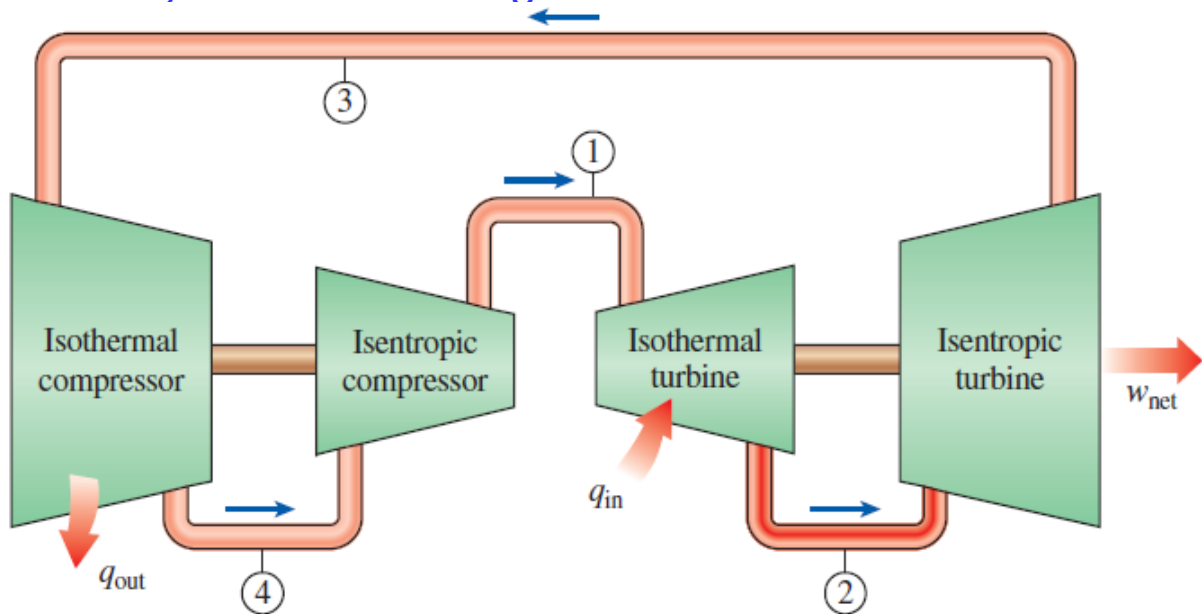 3
1
Isothermal
compressor
Isentropic
compressor
Isothermal
turbine
Isentropic
turbine
w_net
q_in
q_out
4
2